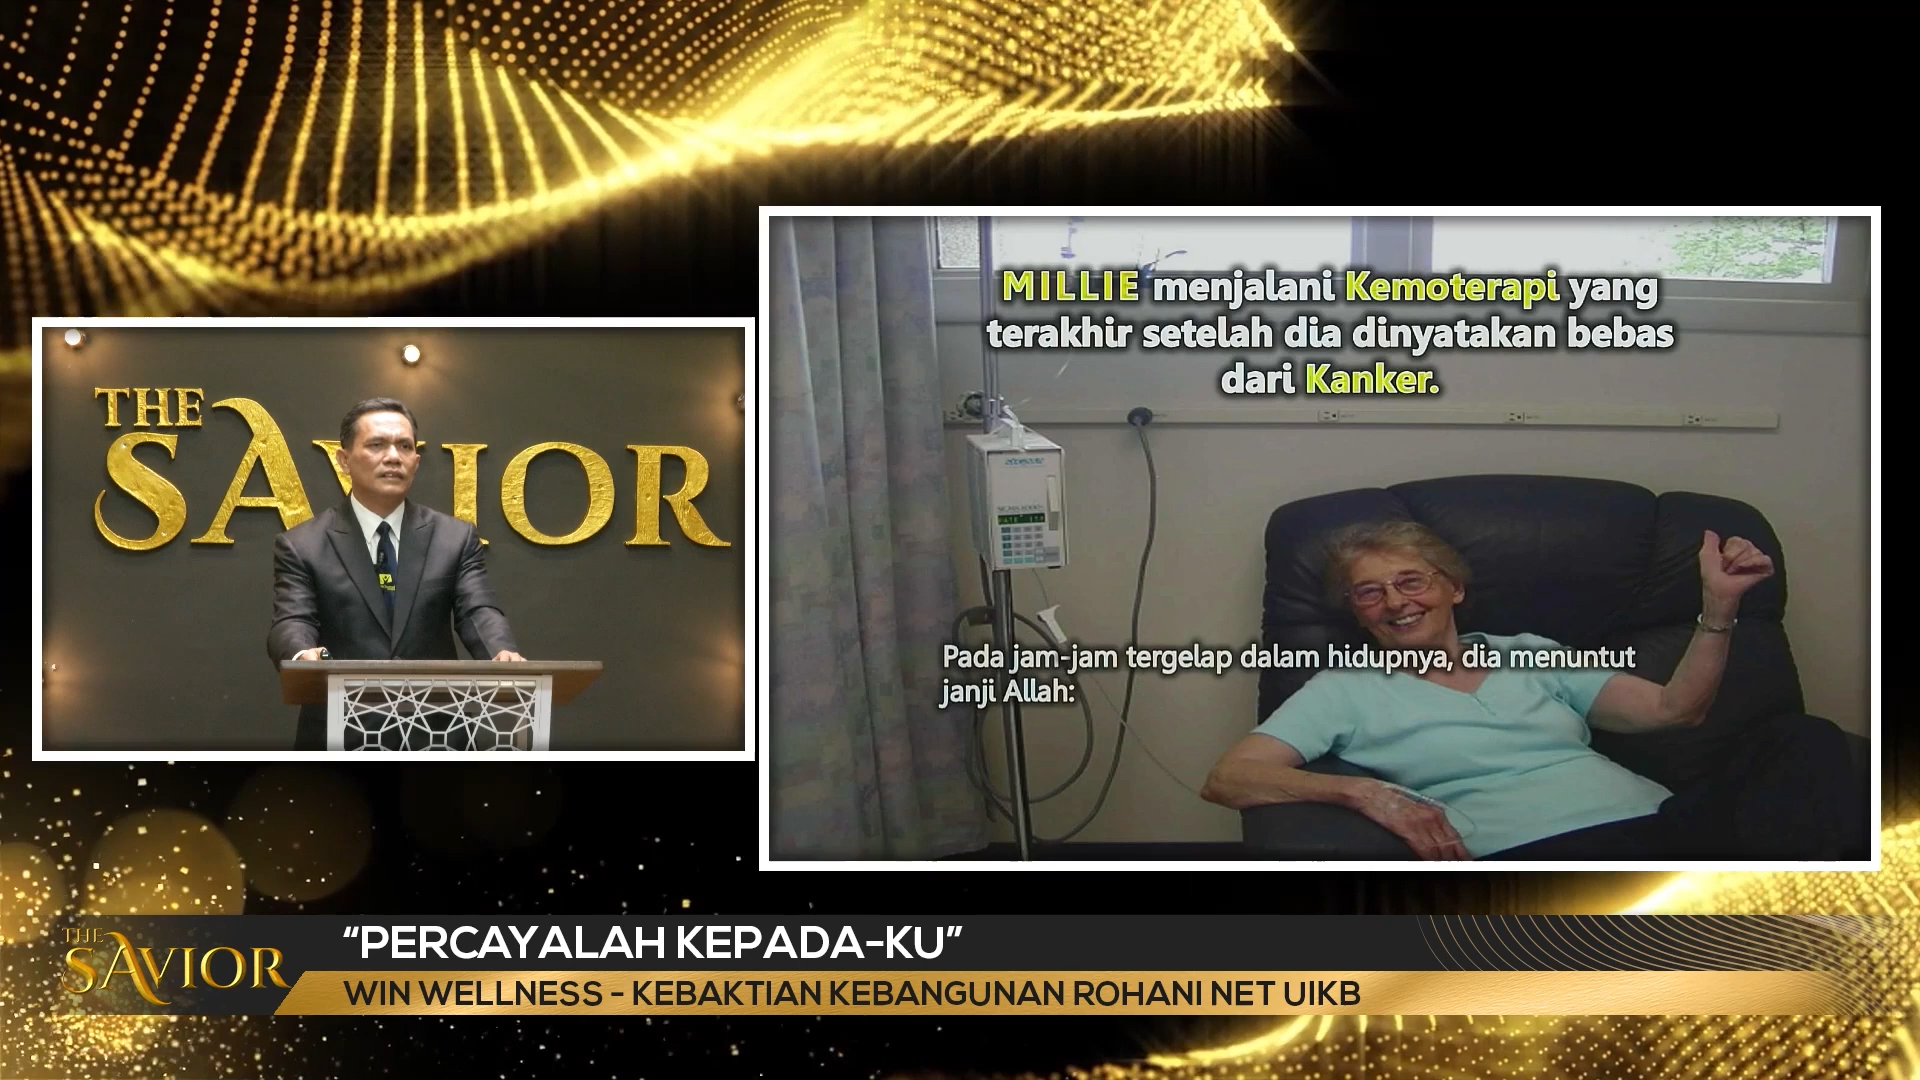 THE
SAVIOR
MILLIE menjalani Kemoterapi yang
terakhir setelah dia dinyatakan bebas
dari Kanker.
Pada jam-jam tergelap dalam hidupnya, dia menuntut
janji Allah:
THE
SAVIOR
“PERCAYALAH KEPADA-KU”
WIN WELLNESS - KEBAKTIAN KEBANGUNAN ROHANI NET UIKB